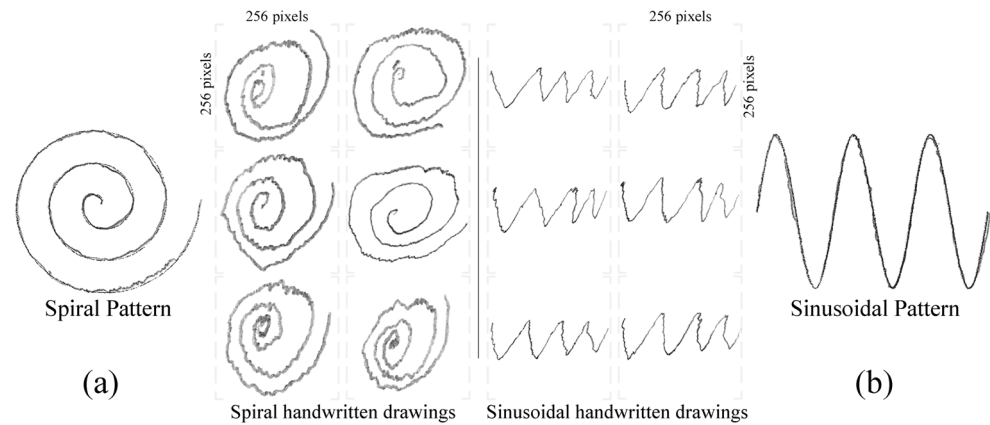 256 pixels
256 pixels
256 pixels
256 pixels
Spiral Pattern
Sinusoidal Pattern
(a)
(b)
Spiral handwritten drawings
Sinusoidal handwritten drawings